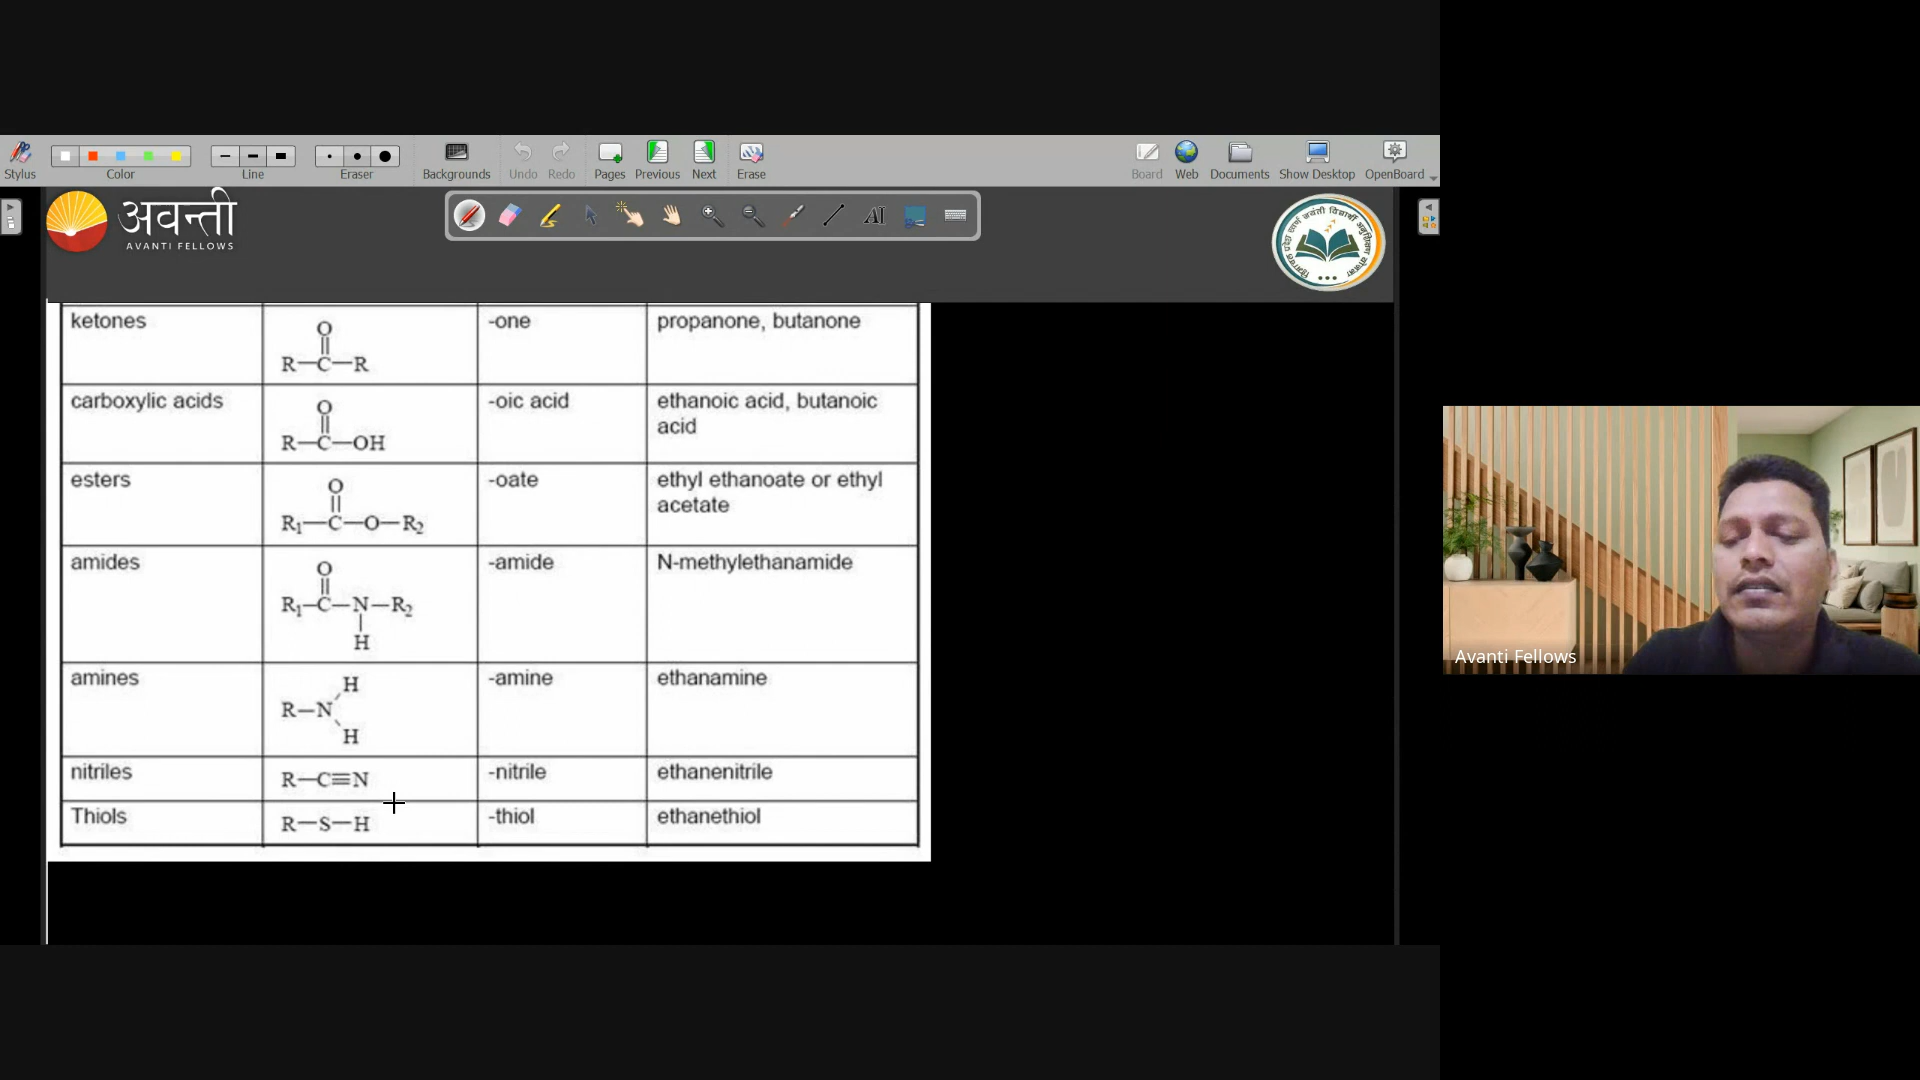 Stylus
Color
Line
Eraser
Backgrounds
Undo
Redo
Pages
Previous
Next
Erase
Board
Web
Documents
Show Desktop
OpenBoard
अवन्ती
AVANTI FELLOWS
ketones
O
R—C—R
-one
propanone, butanone
carboxylic acids
O
R—C—OH
-oic acid
ethanoic acid, butanoic
acid
esters
O
R₁—C—O—R₂
-oate
ethyl ethanoate or ethyl
acetate
amides
O
R₁—C—N—R₂
H
-amide
N-methylethanamide
amines
H
R—N
H
-amine
ethanamine
nitriles
R—C≡N
-nitrile
ethanenitrile
Thiols
R—S—H
-thiol
ethanethiol
Avanti Fellows